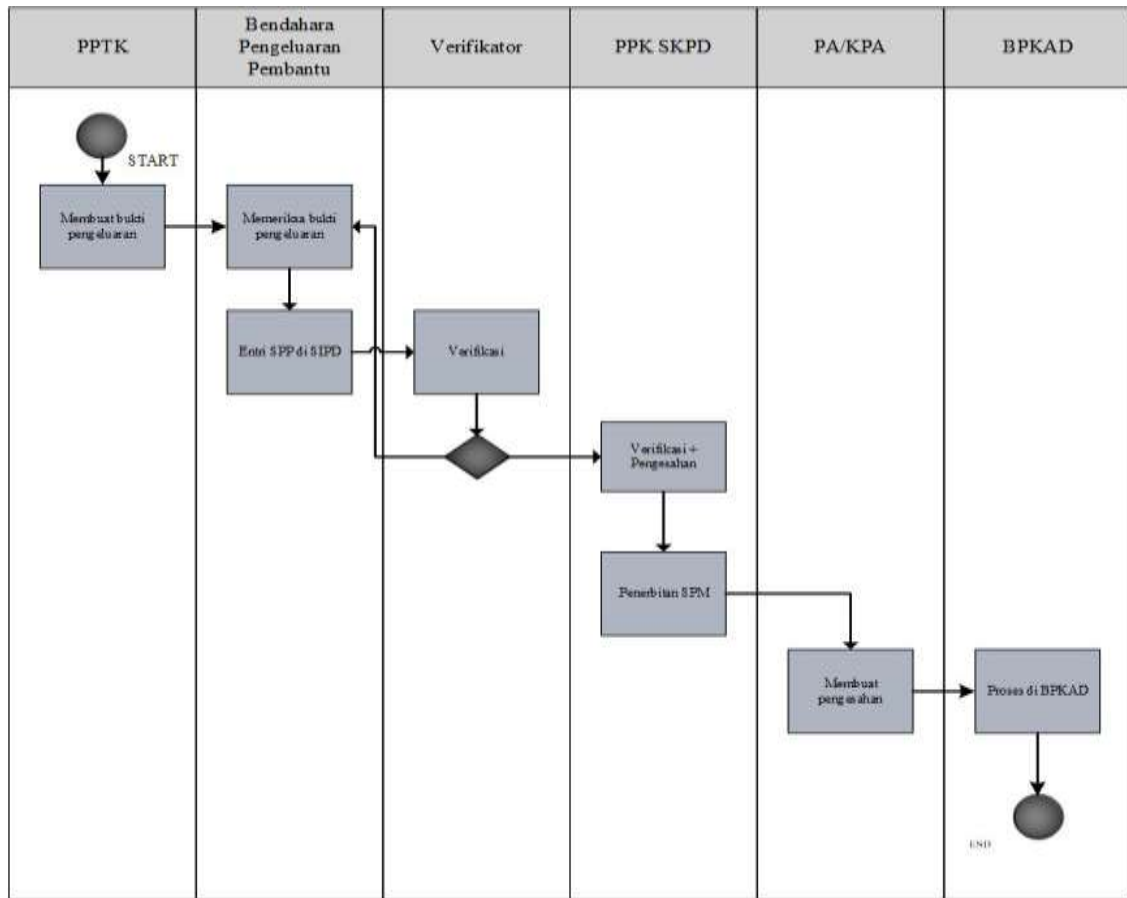 PPTK
Bendahara
Pengeluaran
Pembantu
Verifikator
PPK SKPD
PA/KPA
BPKAD
START
Membuat bukti
pengeluaran
Memeriksa bukti
pengeluaran
Entri SPP di SIPD
Verifikasi
Verifikasi +
Pengesahan
Penerbitan SPM
Membuat
pengesahan
Proses di BPKAD
END